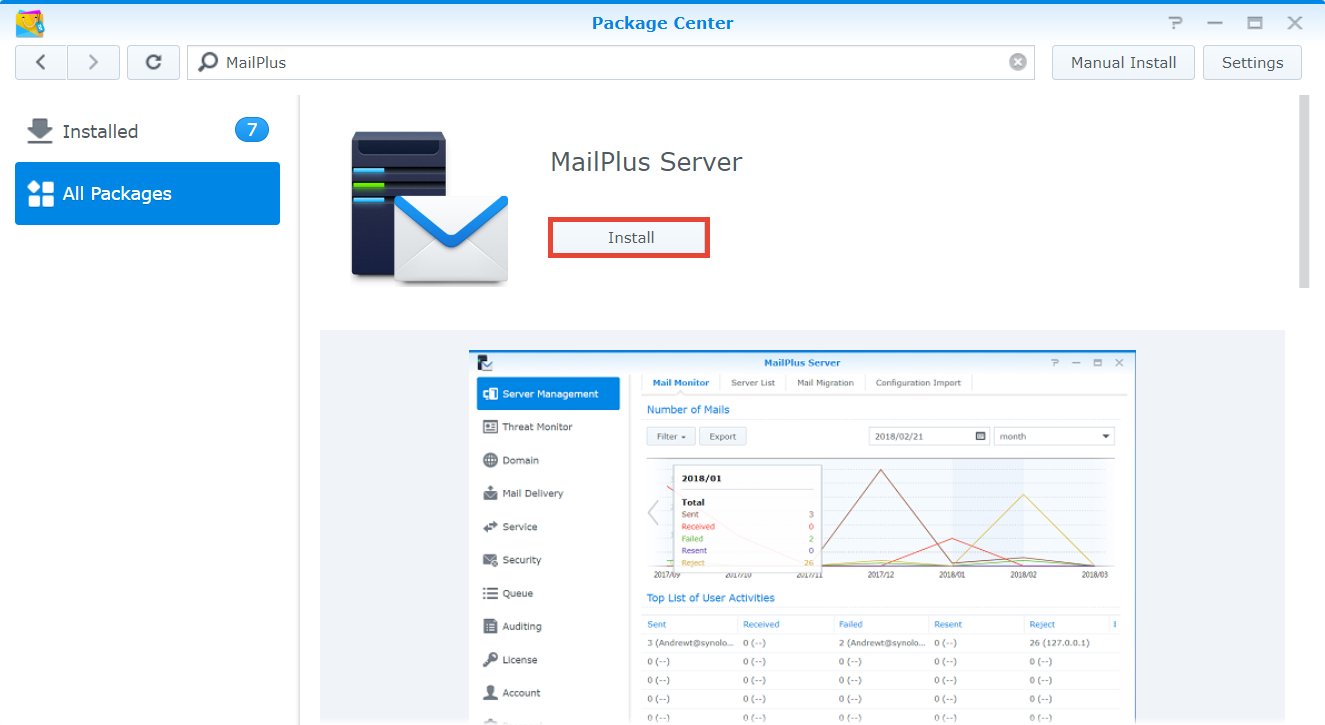 Package Center
MailPlus
Manual Install
Settings
Installed
7
All Packages
MailPlus Server
Install
MailPlus Server
Server Management
Threat Monitor
Domain
Mail Delivery
Service
Security
Queue
Auditing
License
Account
Mail Monitor Server List Mail Migration Configuration Import
Number of Mails
Filter Export 2018/02/21 month
2018/01
Total
Sent 3
Received 0
Failed 2
Resent 0
Reject 26
2017/09 2017/10 2017/11 2017/12 2018/01 2018/02 2018/03
Top List of User Activities
Sent Received Failed Resent Reject
3 (Andrewt@synolo... 0 (--) 2 (Andrewt@synolo... 0 (--) 26 (127.0.0.1)
0 (--) 0 (--) 0 (--) 0 (--) 0 (--)
0 (--) 0 (--) 0 (--) 0 (--) 0 (--)
0 (--) 0 (--) 0 (--) 0 (--) 0 (--)
0 (--) 0 (--) 0 (--) 0 (--) 0 (--)